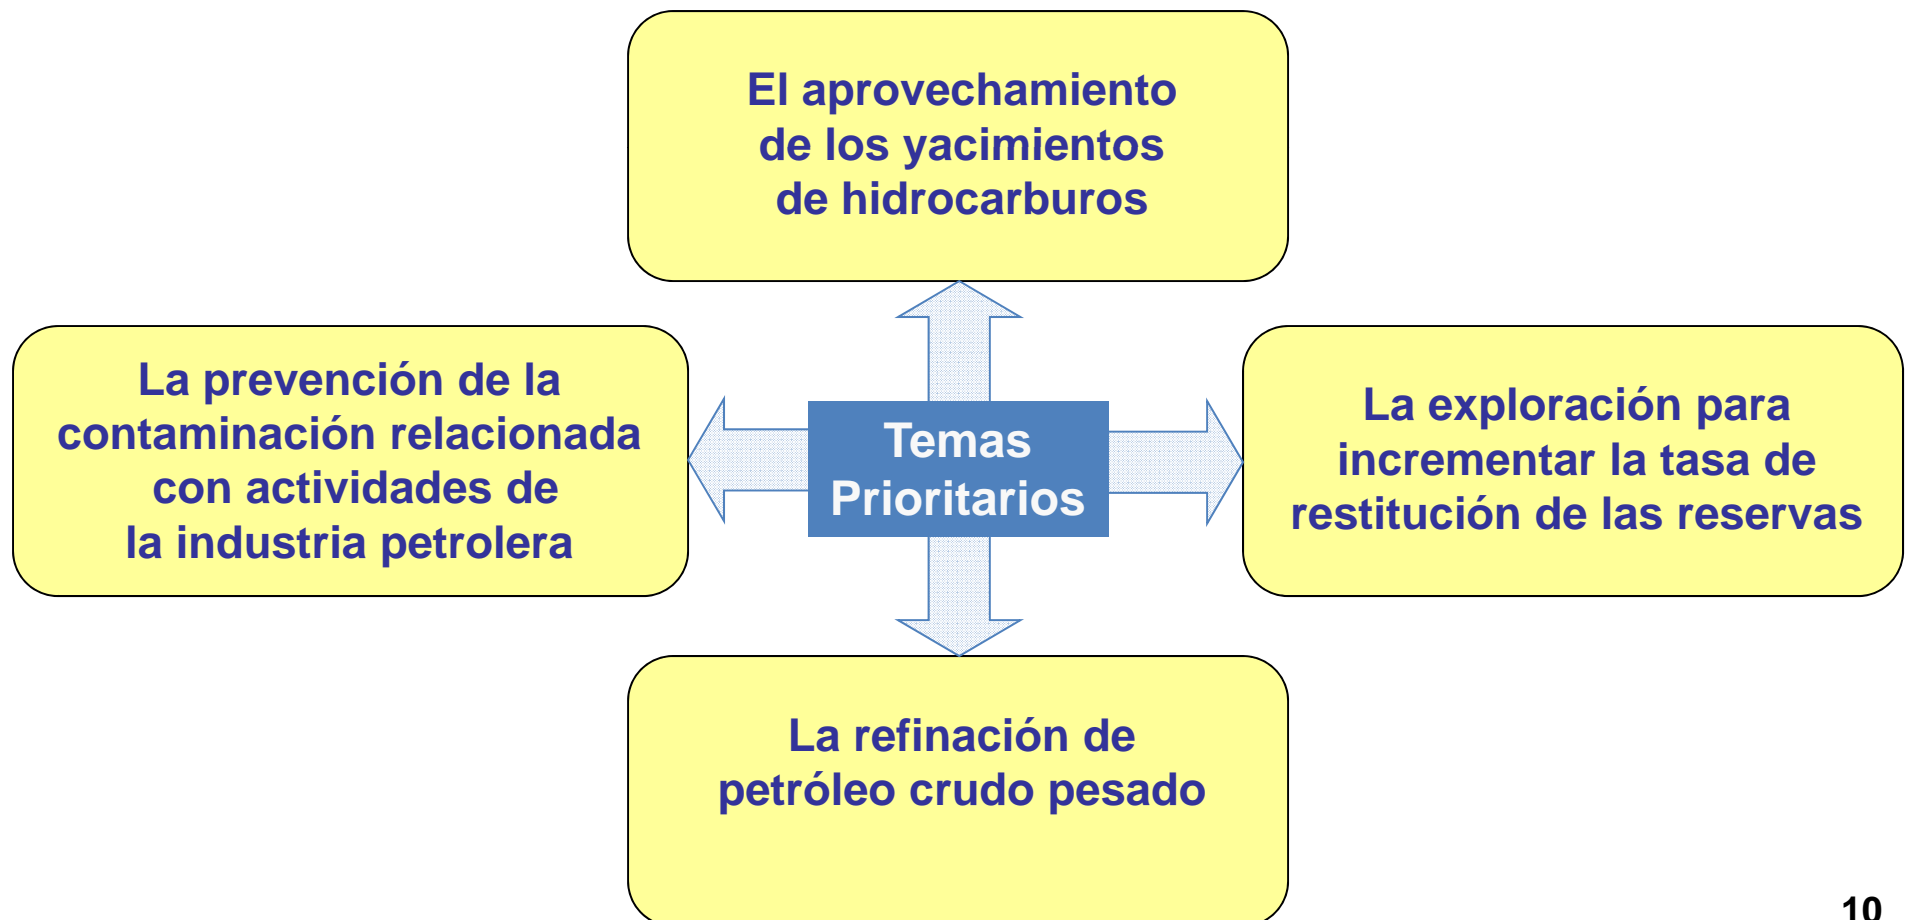 El aprovechamiento
de los yacimientos
de hidrocarburos
La prevención de la
contaminación relacionada
con actividades de
la industria petrolera
Temas
Prioritarios
La exploración para
incrementar la tasa de
restitución de las reservas
La refinación de
petróleo crudo pesado
10